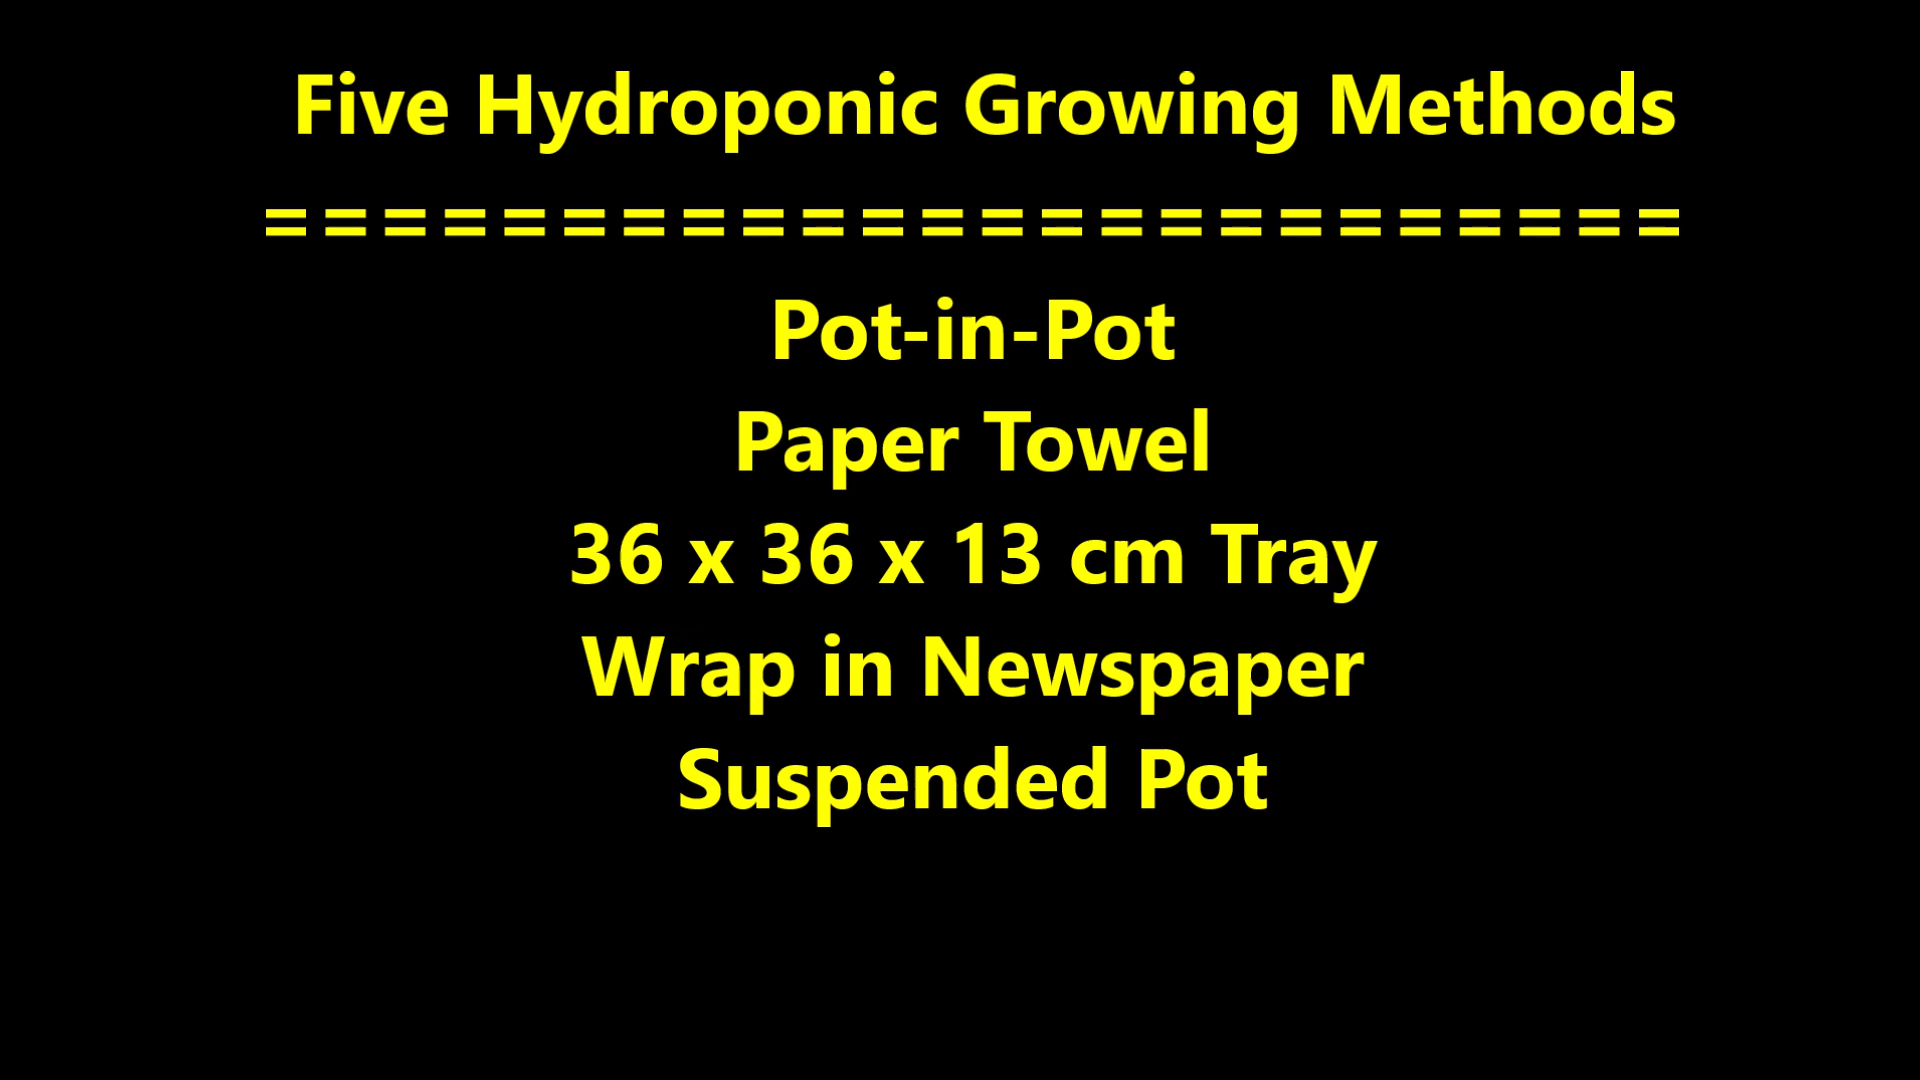 Five Hydroponic Growing Methods
= = = = = = = = = = = = = = = = = = = = = = = =
Pot-in-Pot
Paper Towel
36 x 36 x 13 cm Tray
Wrap in Newspaper
Suspended Pot